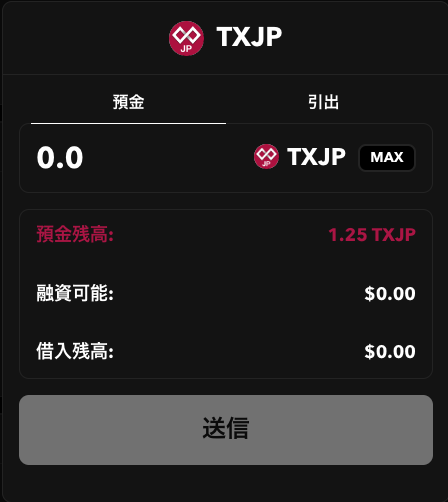 JP TXJP
預金 引出
0.0 JP TXJP MAX
預金残高: 1.25 TXJP
融資可能: $0.00
借入残高: $0.00
送信